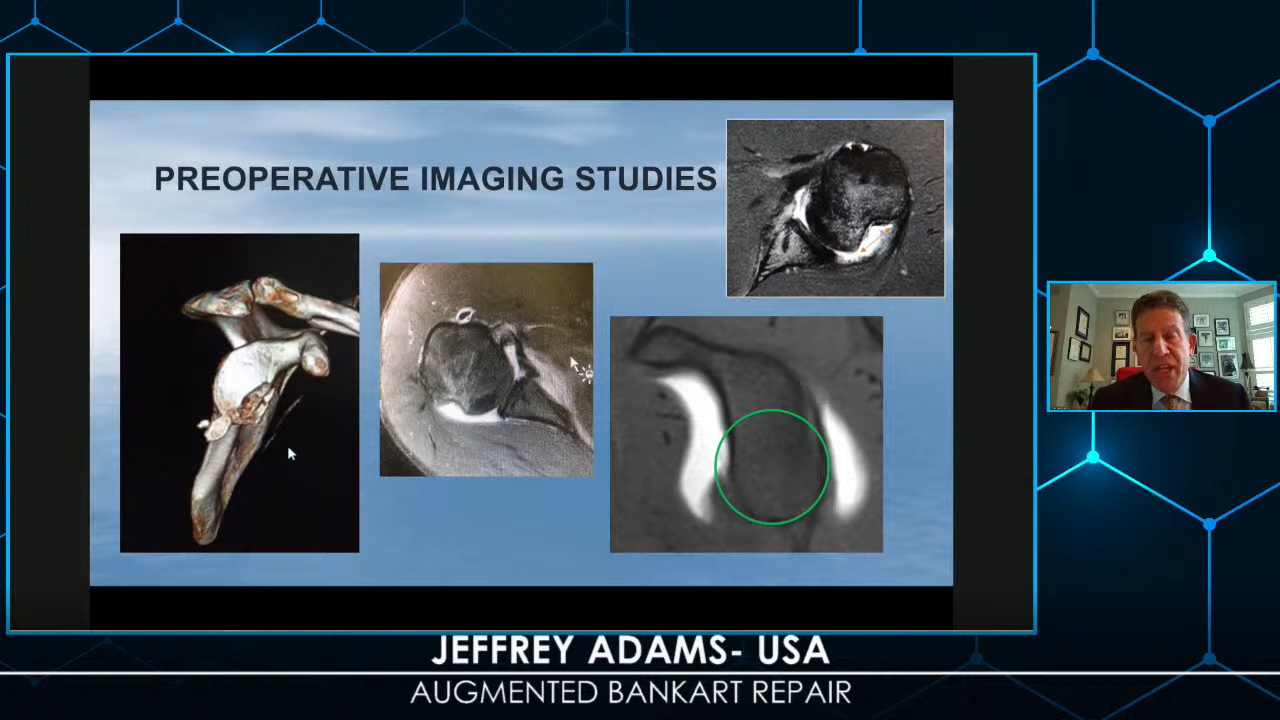 PREOPERATIVE IMAGING STUDIES
JEFFREY ADAMS- USA
AUGMENTED BANKART REPAIR